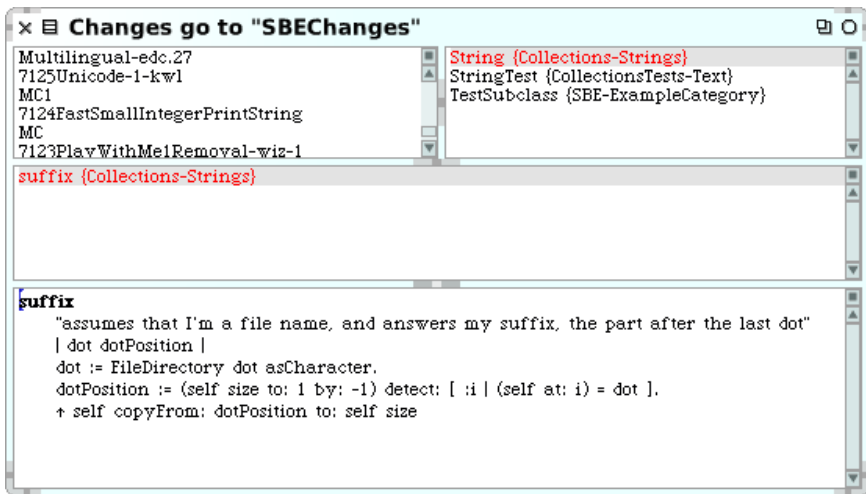 Changes go to "SBEChanges"
Multilingual-edc.27
7125Unicode-1-kwl
MC1
7124FastSmallIntegerPrintString
MC
7123PlayWithMe1Removal-wiz-1
String {Collections-Strings}
StringTest {CollectionsTests-Text}
TestSubclass {SBE-ExampleCategory}
suffix {Collections-Strings}
suffix
"assumes that I'm a file name, and answers my suffix, the part after the last dot"
| dot dotPosition |
dot := FileDirectory dot asCharacter.
dotPosition := (self size to: 1 by: -1) detect: [ :i | (self at: i) = dot ].
↑ self copyFrom: dotPosition to: self size